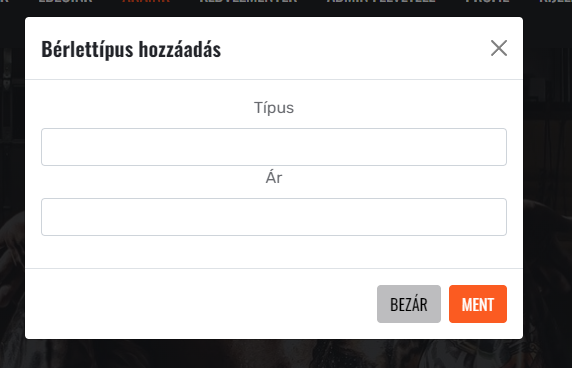 Bérlettípus hozzáadás
Típus
Ár
BEZÁR
MENT